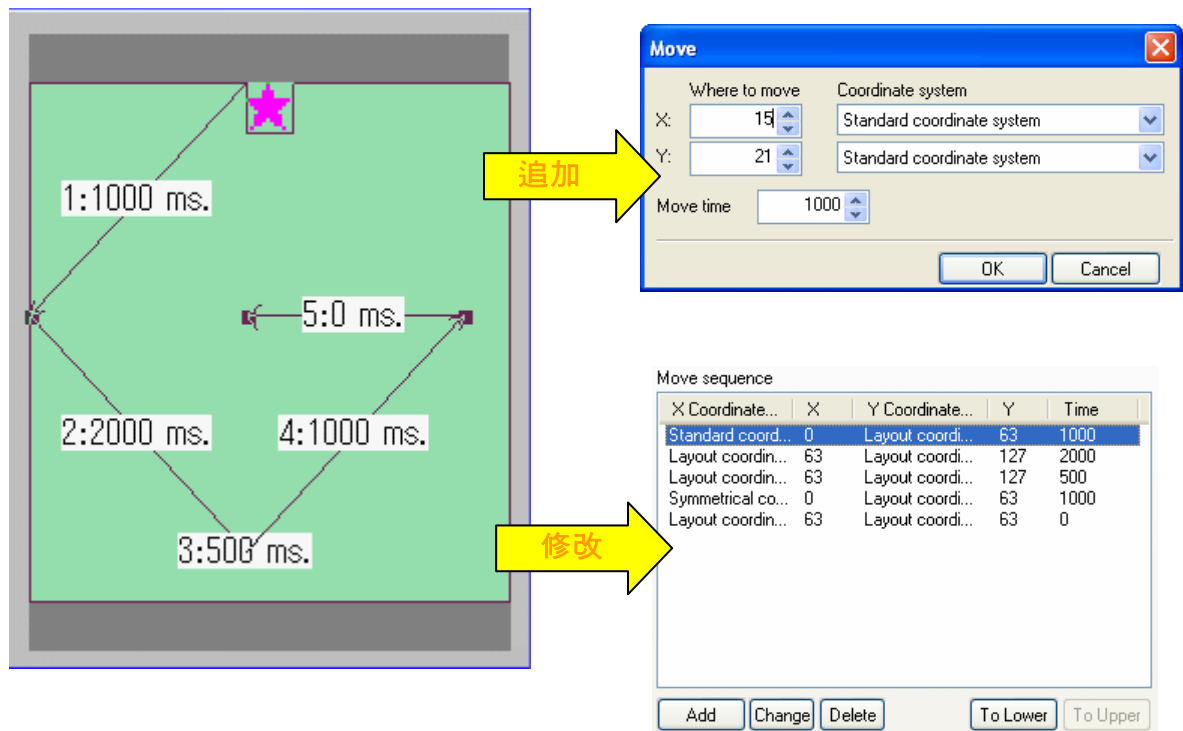 1:1000 ms.
5:0 ms.
2:2000 ms.
4:1000 ms.
3:500 ms.
追加
修改
Move
Where to move
Coordinate system
X:
15
Standard coordinate system
Y:
21
Standard coordinate system
Move time
1000
OK
Cancel
Move sequence
X Coordinate... X Y Coordinate... Y Time
Standard coord... 0 Layout coordi... 63 1000
Layout coordin... 63 Layout coordi... 127 2000
Layout coordin... 63 Layout coordi... 127 500
Symmetrical co... 0 Layout coordi... 63 1000
Layout coordin... 63 Layout coordi... 63 0
Add Change Delete To Lower To Upper